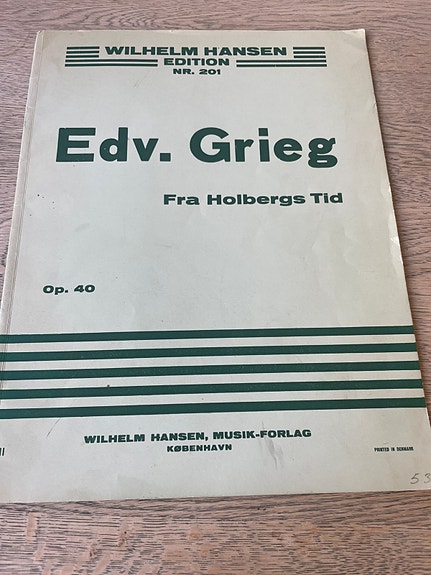 WILHELM HANSEN
EDITION
NR. 201
Edv. Grieg
Fra Holbergs Tid
Op. 40
WILHELM HANSEN, MUSIK-FORLAG
KØBENHAVN
PRINTED IN DENMARK
53